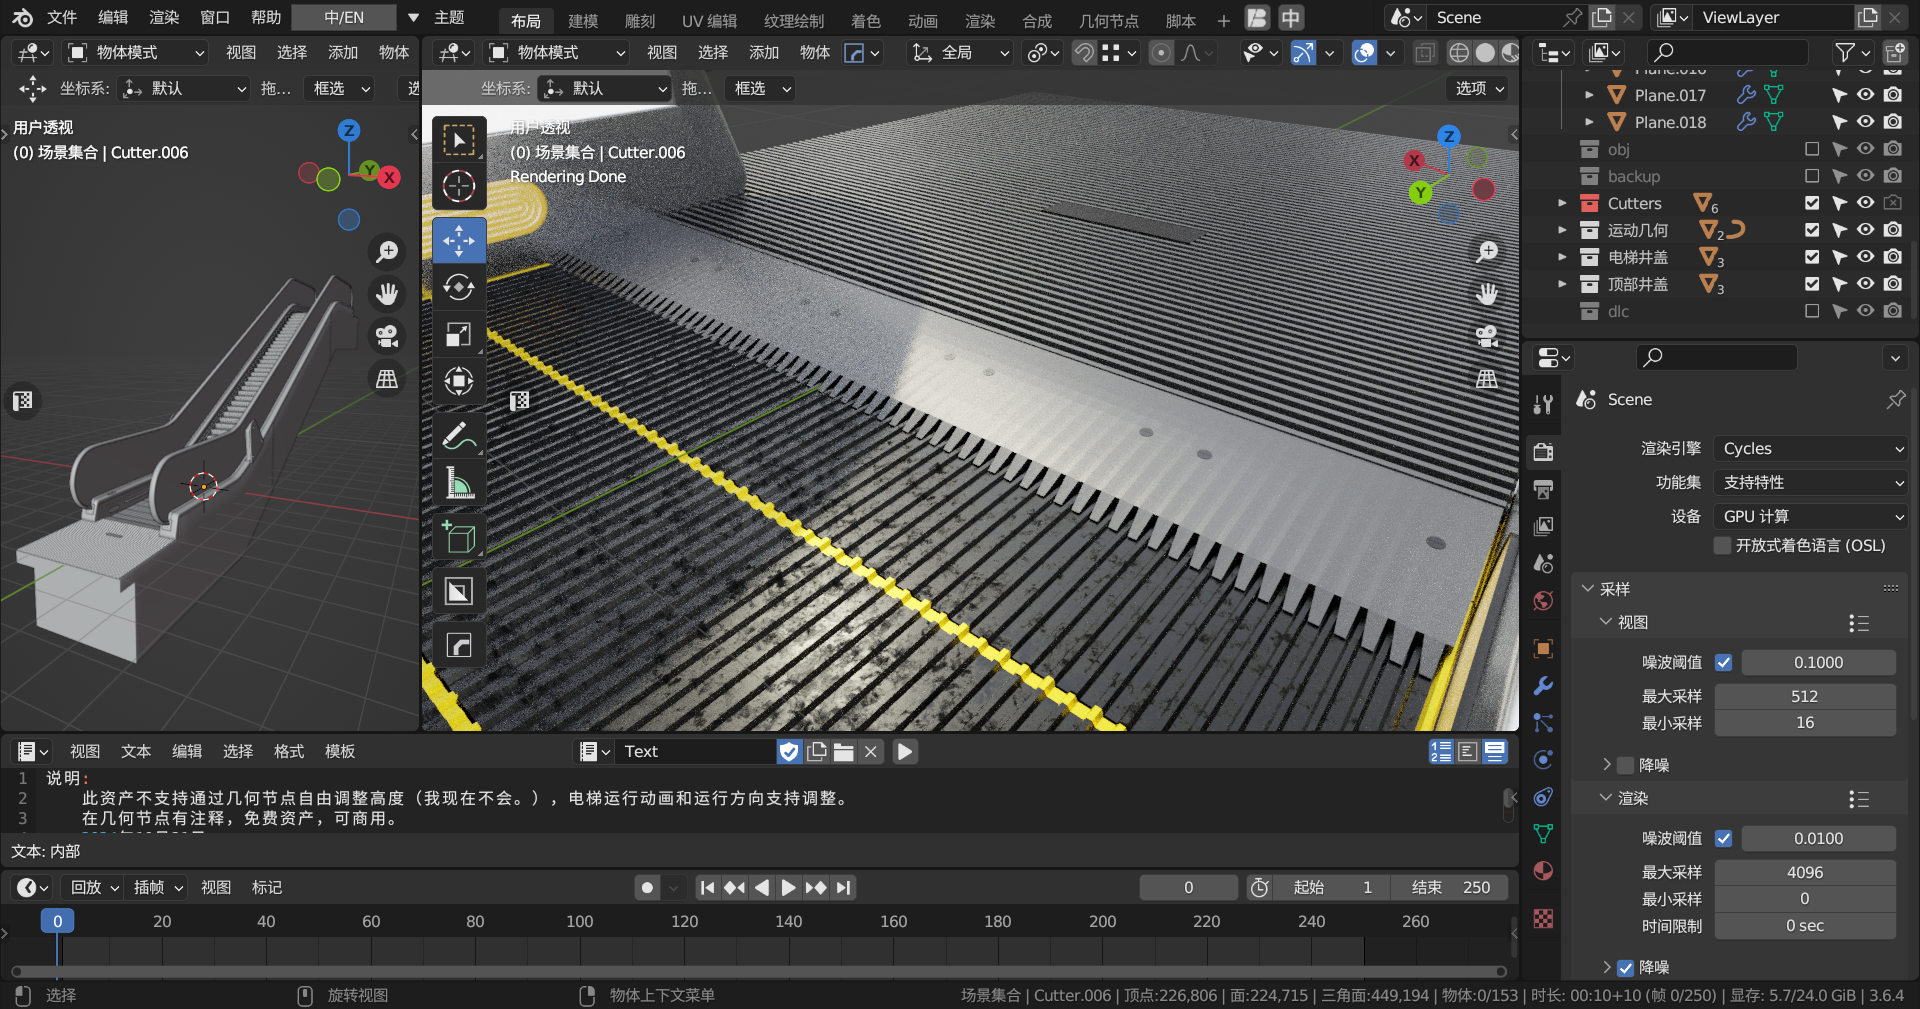 文件 编辑 渲染 窗口 帮助 中/EN 主题 布局 建模 雕刻 UV 编辑 纹理绘制 着色 动画 渲染 合成 几何节点 脚本 + 中 Scene ViewLayer
物体模式 视图 选择 添加 物体
物体模式 视图 选择 添加 物体 全局
坐标系: 默认 拖... 框选
坐标系: 默认 拖... 框选 选项
用户透视
(0) 场景集合 | Cutter.006
Z
Y
X
用户透视
(0) 场景集合 | Cutter.006
Rendering Done
Z
X
Y
Plane.016
Plane.017
Plane.018
obj
backup
Cutters 6
运动几何 2
电梯井盖 3
顶部井盖 3
dlc
Scene
渲染引擎 Cycles
功能集 支持特性
设备 GPU 计算
开放式着色语言 (OSL)
采样
视图
噪波阈值 0.1000
最大采样 512
最小采样 16
降噪
渲染
噪波阈值 0.0100
最大采样 4096
最小采样 0
时间限制 0 sec
降噪
视图 文本 编辑 选择 格式 模板 Text
1 说明:
2 此资产不支持通过几何节点自由调整高度（我现在不会。），电梯运行动画和运行方向支持调整。
3 在几何节点有注释，免费资产，可商用。
文本: 内部
回放 插帧 视图 标记 0 起始 1 结束 250
0 20 40 60 80 100 120 140 160 180 200 220 240 260
选择 旋转视图 物体上下文菜单 场景集合 | Cutter.006 | 顶点:226,806 | 面:224,715 | 三角面:449,194 | 物体:0/153 | 时长: 00:10+10 (帧 0/250) | 显存: 5.7/24.0 GiB | 3.6.4